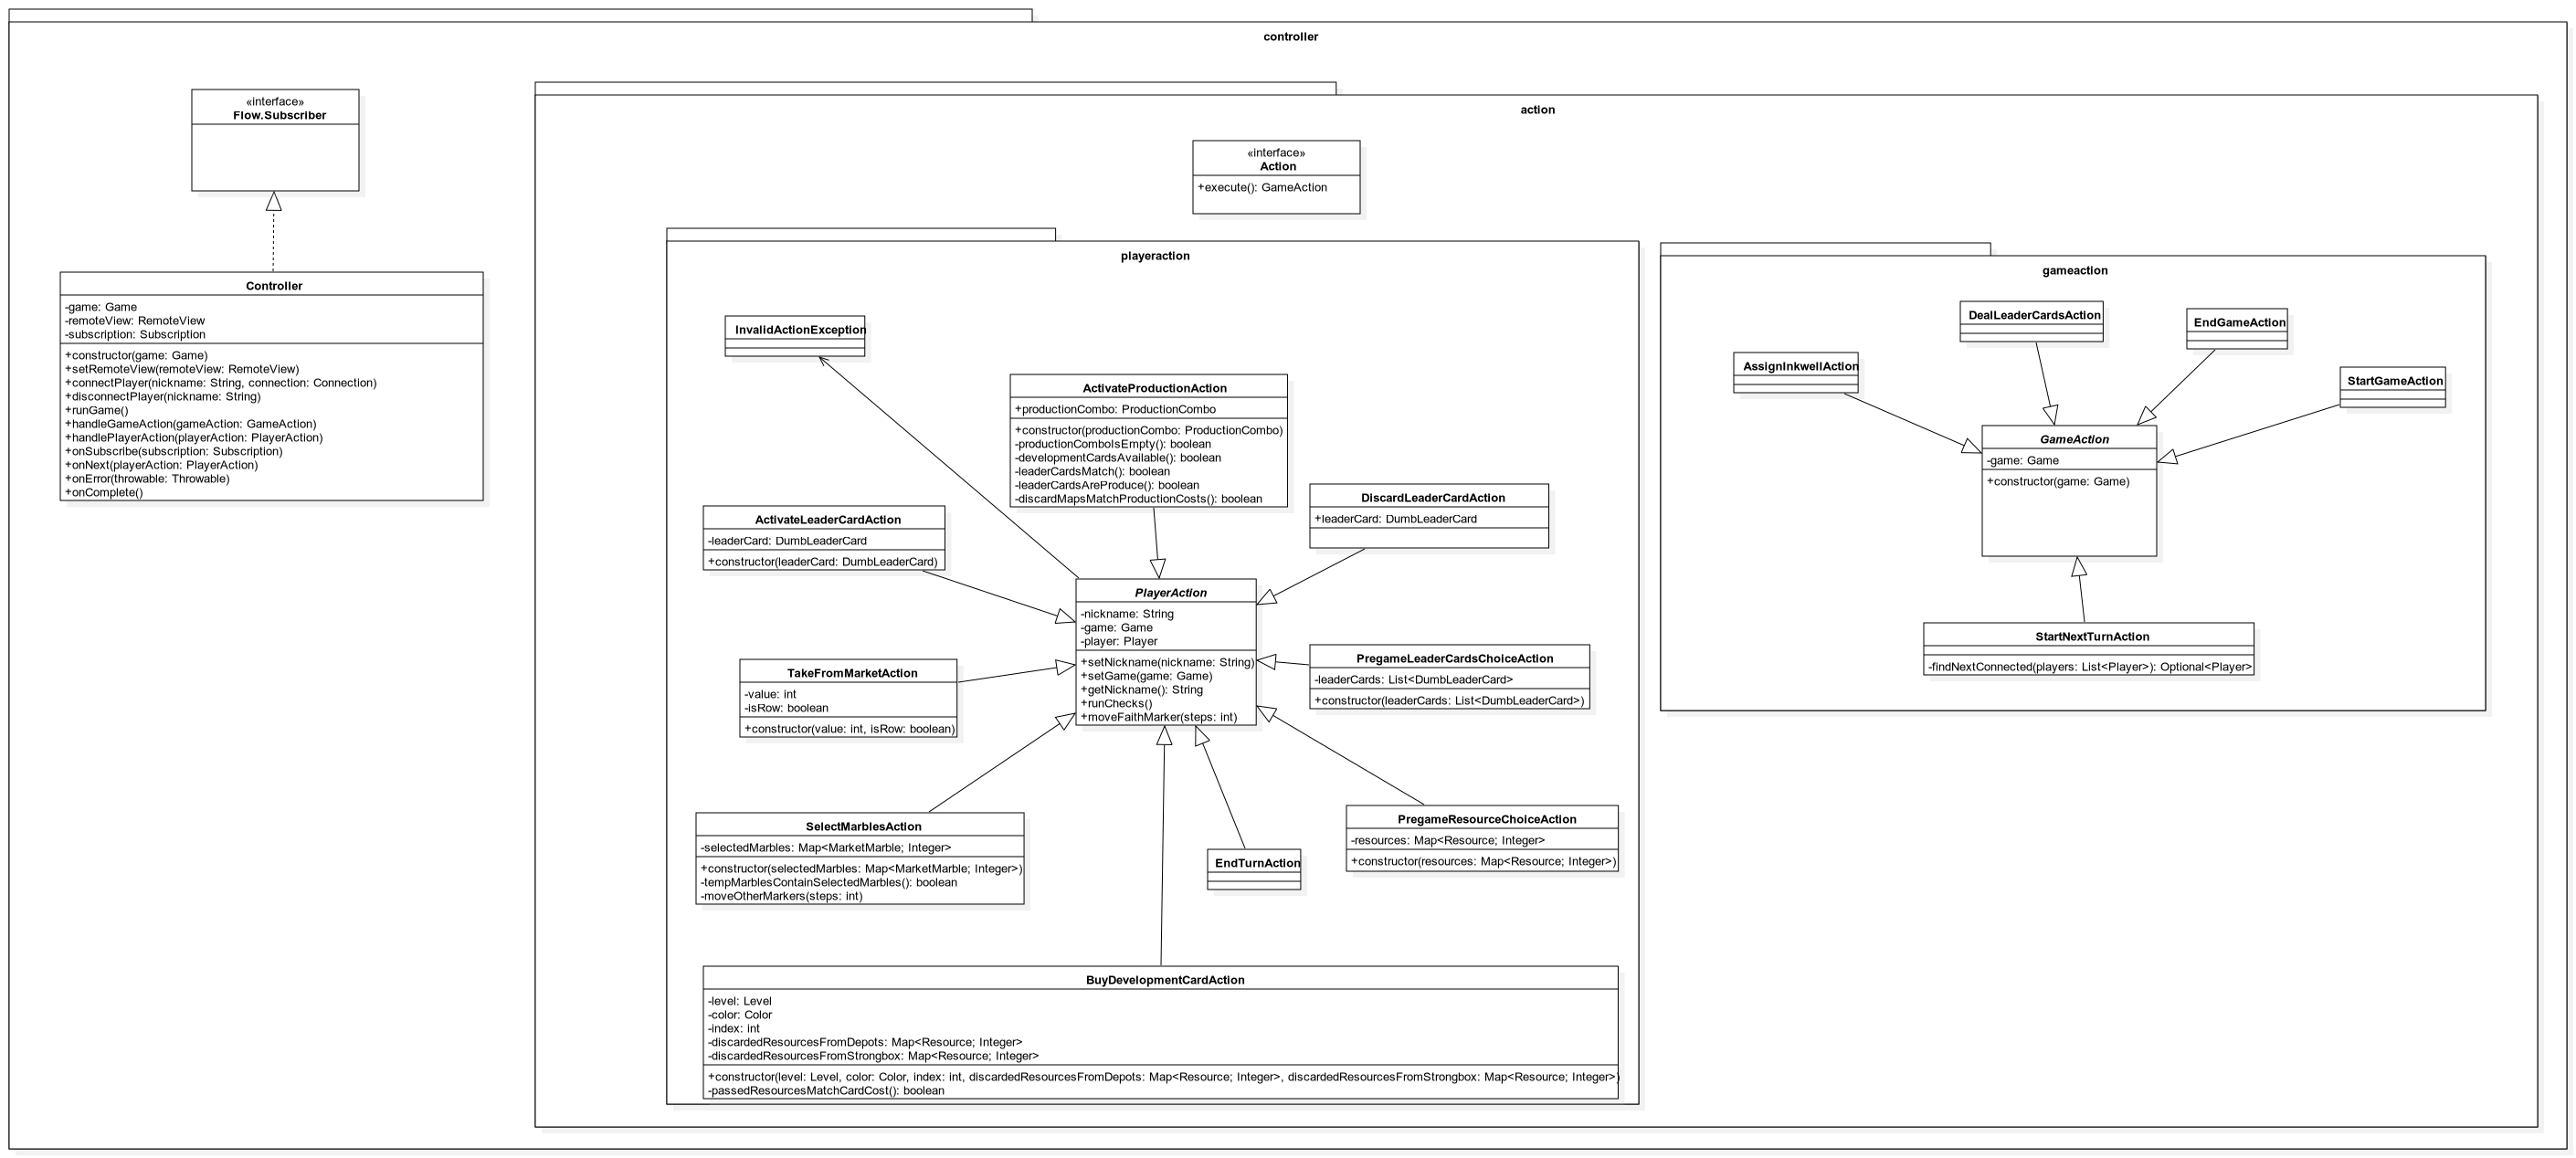 controller
«interface»
Flow.Subscriber
Controller
-game: Game
-remoteView: RemoteView
-subscription: Subscription
+constructor(game: Game)
+setRemoteView(remoteView: RemoteView)
+connectPlayer(nickname: String, connection: Connection)
+disconnectPlayer(nickname: String)
+runGame()
+handleGameAction(gameAction: GameAction)
+handlePlayerAction(playerAction: PlayerAction)
+onSubscribe(subscription: Subscription)
+onNext(playerAction: PlayerAction)
+onError(throwable: Throwable)
+onComplete()
action
«interface»
Action
+execute(): GameAction
playeraction
InvalidActionException
ActivateProductionAction
+productionCombo: ProductionCombo
+constructor(productionCombo: ProductionCombo)
-productionComboIsEmpty(): boolean
-developmentCardsAvailable(): boolean
-leaderCardsMatch(): boolean
-leaderCardsAreProduce(): boolean
-discardMapsMatchProductionCosts(): boolean
DiscardLeaderCardAction
+leaderCard: DumbLeaderCard
ActivateLeaderCardAction
-leaderCard: DumbLeaderCard
+constructor(leaderCard: DumbLeaderCard)
PlayerAction
-nickname: String
-game: Game
-player: Player
+setNickname(nickname: String)
+setGame(game: Game)
+getNickname(): String
+runChecks()
+moveFaithMarker(steps: int)
TakeFromMarketAction
-value: int
-isRow: boolean
+constructor(value: int, isRow: boolean)
PregameLeaderCardsChoiceAction
-leaderCards: List<DumbLeaderCard>
+constructor(leaderCards: List<DumbLeaderCard>)
SelectMarblesAction
-selectedMarbles: Map<MarketMarble; Integer>
+constructor(selectedMarbles: Map<MarketMarble; Integer>)
-tempMarblesContainSelectedMarbles(): boolean
-moveOtherMarkers(steps: int)
EndTurnAction
PregameResourceChoiceAction
-resources: Map<Resource; Integer>
+constructor(resources: Map<Resource; Integer>)
BuyDevelopmentCardAction
-level: Level
-color: Color
-index: int
-discardedResourcesFromDepots: Map<Resource; Integer>
-discardedResourcesFromStrongbox: Map<Resource; Integer>
+constructor(level: Level, color: Color, index: int, discardedResourcesFromDepots: Map<Resource; Integer>, discardedResourcesFromStrongbox: Map<Resource; Integer>)
-passedResourcesMatchCardCost(): boolean
gameaction
DealLeaderCardsAction
EndGameAction
AssignInkwellAction
StartGameAction
GameAction
-game: Game
+constructor(game: Game)
StartNextTurnAction
-findNextConnected(players: List<Player>): Optional<Player>